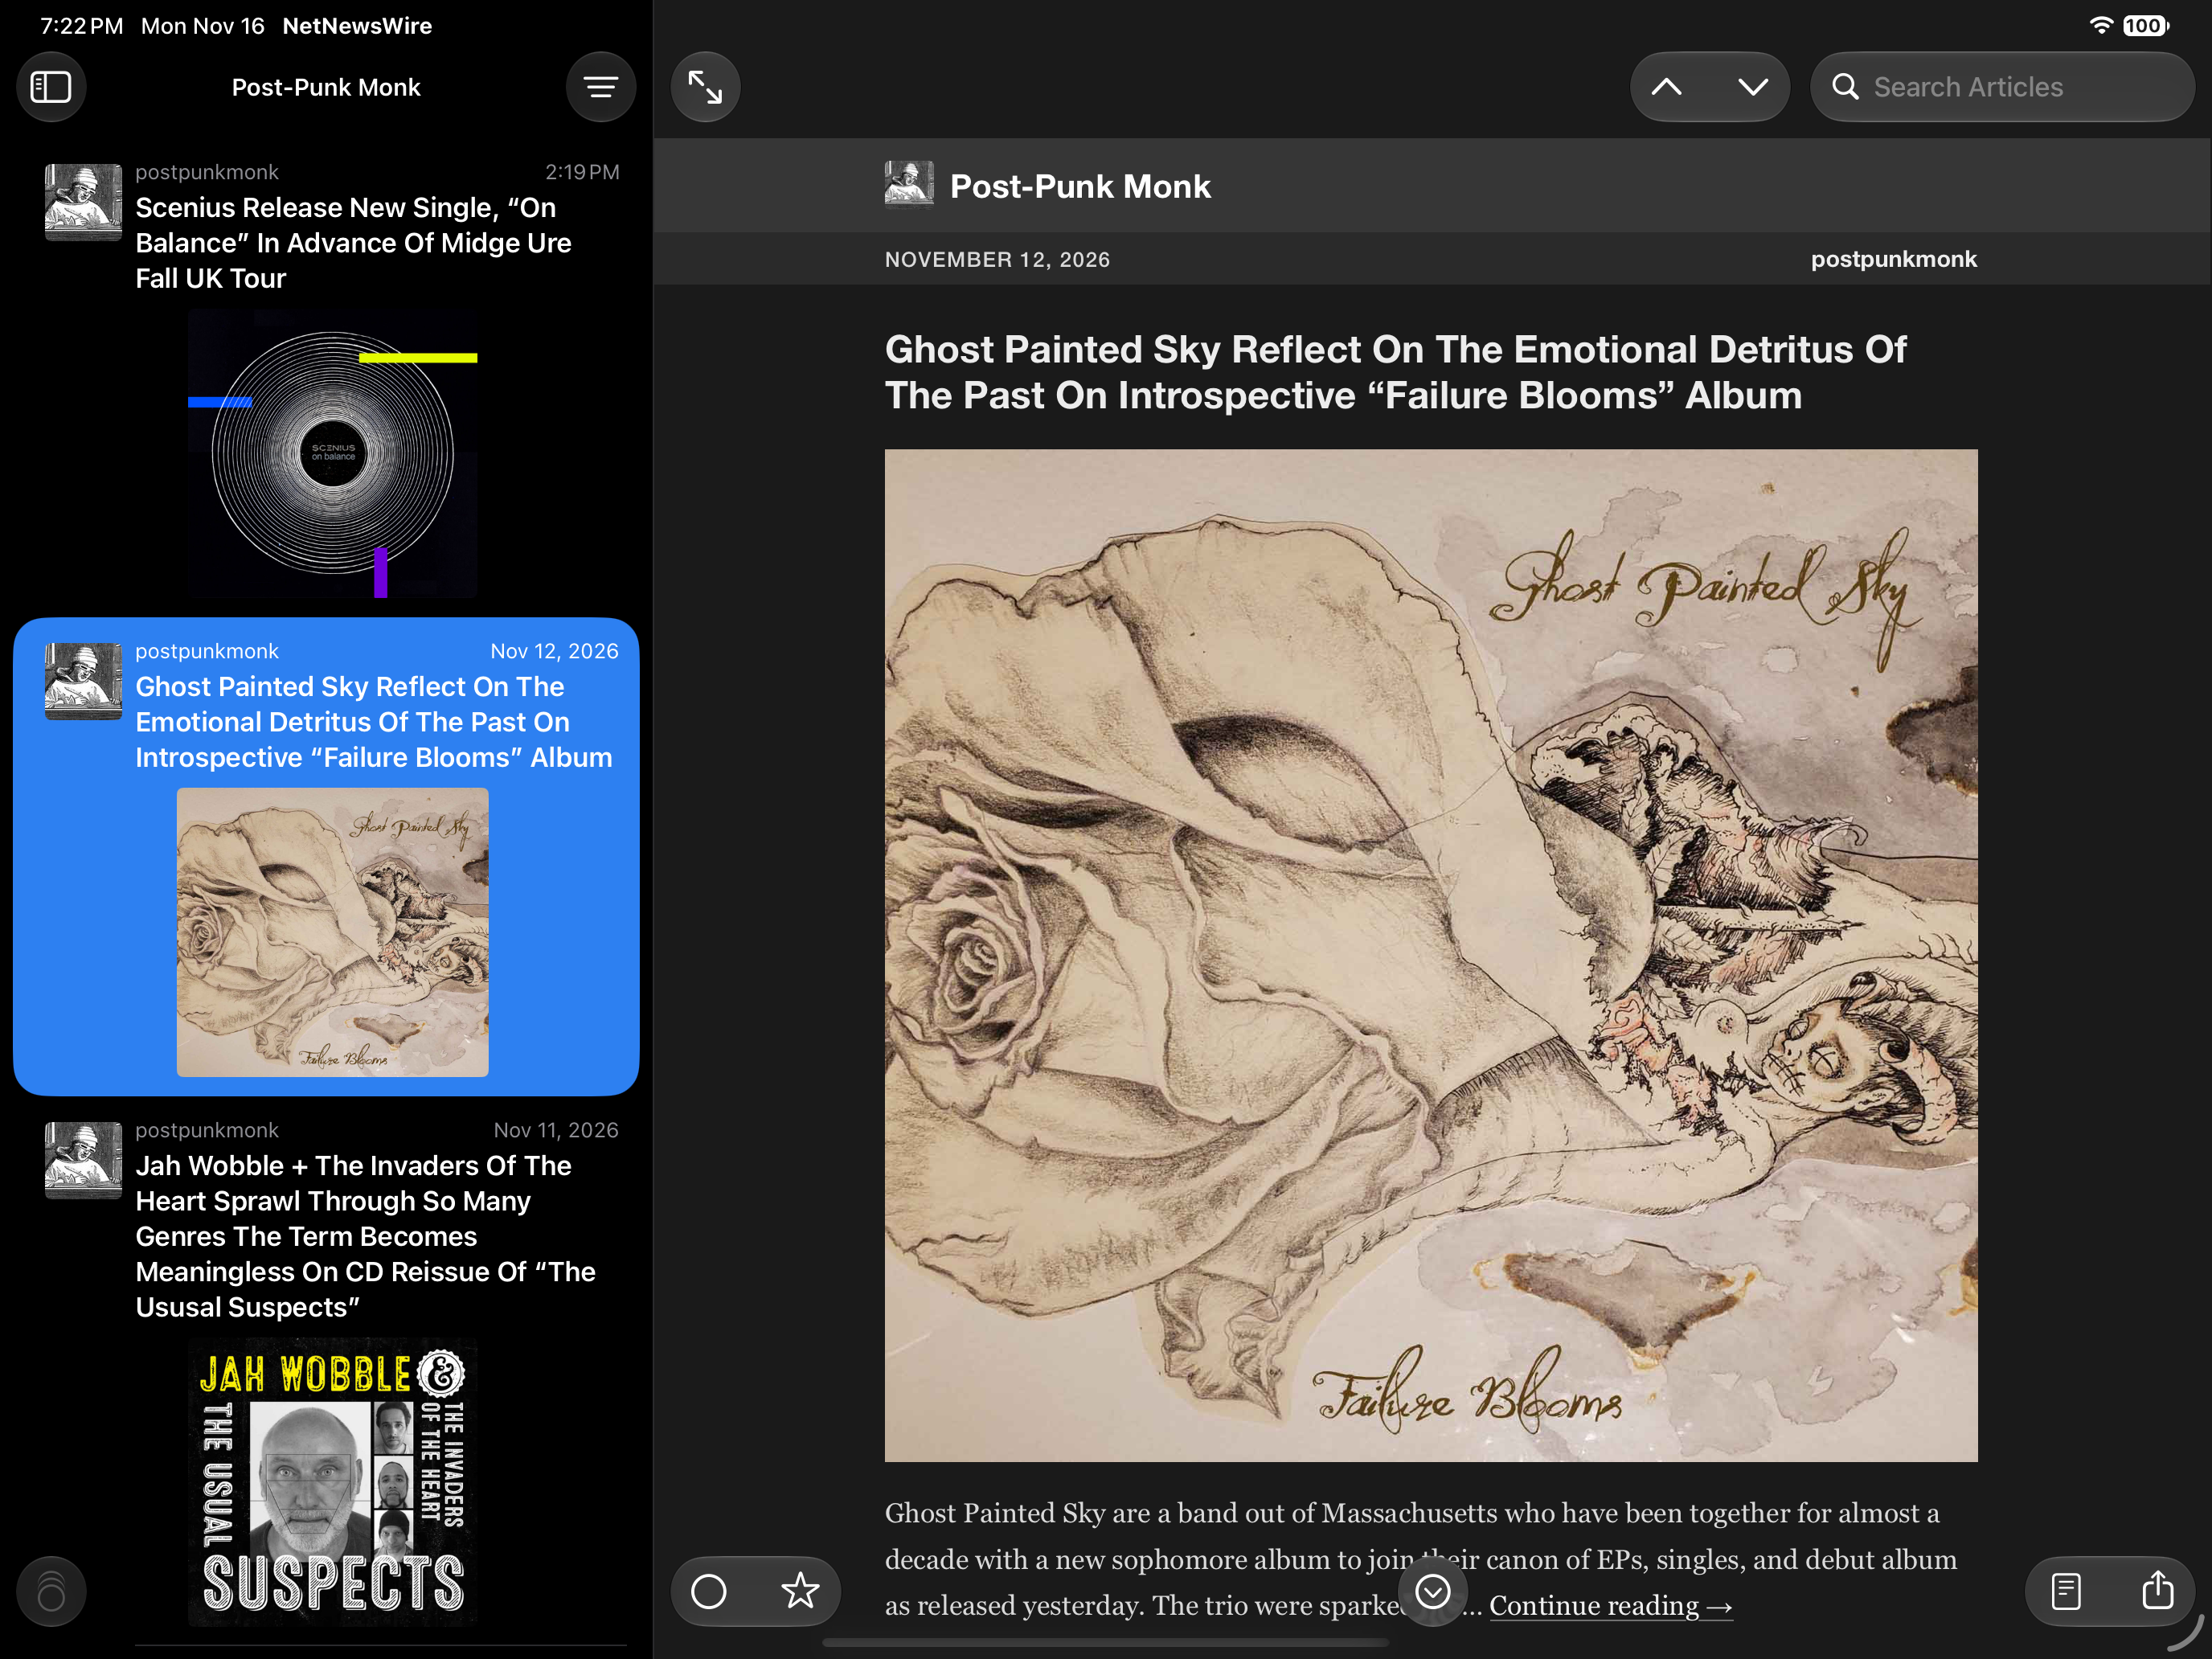 7:22 PM Mon Nov 16 NetNewsWire
100
Post-Punk Monk
Search Articles
postpunkmonk 2:19 PM
Scenius Release New Single, “On
Balance” In Advance Of Midge Ure
Fall UK Tour
SCENIUS
on balance
postpunkmonk Nov 12, 2026
Ghost Painted Sky Reflect On The
Emotional Detritus Of The Past On
Introspective “Failure Blooms” Album
Ghost Painted Sky
Failure Blooms
postpunkmonk Nov 11, 2026
Jah Wobble + The Invaders Of The
Heart Sprawl Through So Many
Genres The Term Becomes
Meaningless On CD Reissue Of “The
Ususal Suspects”
JAH WOBBLE &
THE INVADERS
OF THE HEART
THE USUAL
SUSPECTS
Post-Punk Monk
NOVEMBER 12, 2026 postpunkmonk
Ghost Painted Sky Reflect On The Emotional Detritus Of
The Past On Introspective “Failure Blooms” Album
Ghost Painted Sky
Failure Blooms
Ghost Painted Sky are a band out of Massachusetts who have been together for almost a
decade with a new sophomore album to join their canon of EPs, singles, and debut album
as released yesterday. The trio were sparked … Continue reading →